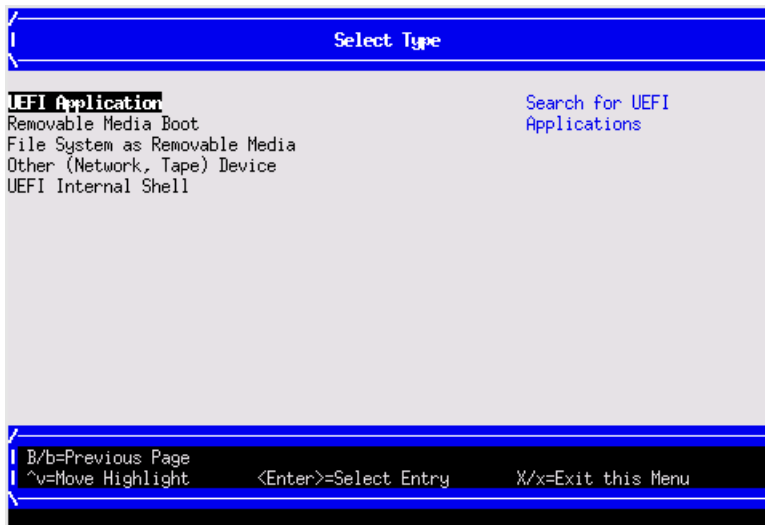 Select Type
UEFI Application
Removable Media Boot
File System as Removable Media
Other (Network, Tape) Device
UEFI Internal Shell
Search for UEFI
Applications
B/b=Previous Page
^v=Move Highlight <Enter>=Select Entry X/x=Exit this Menu